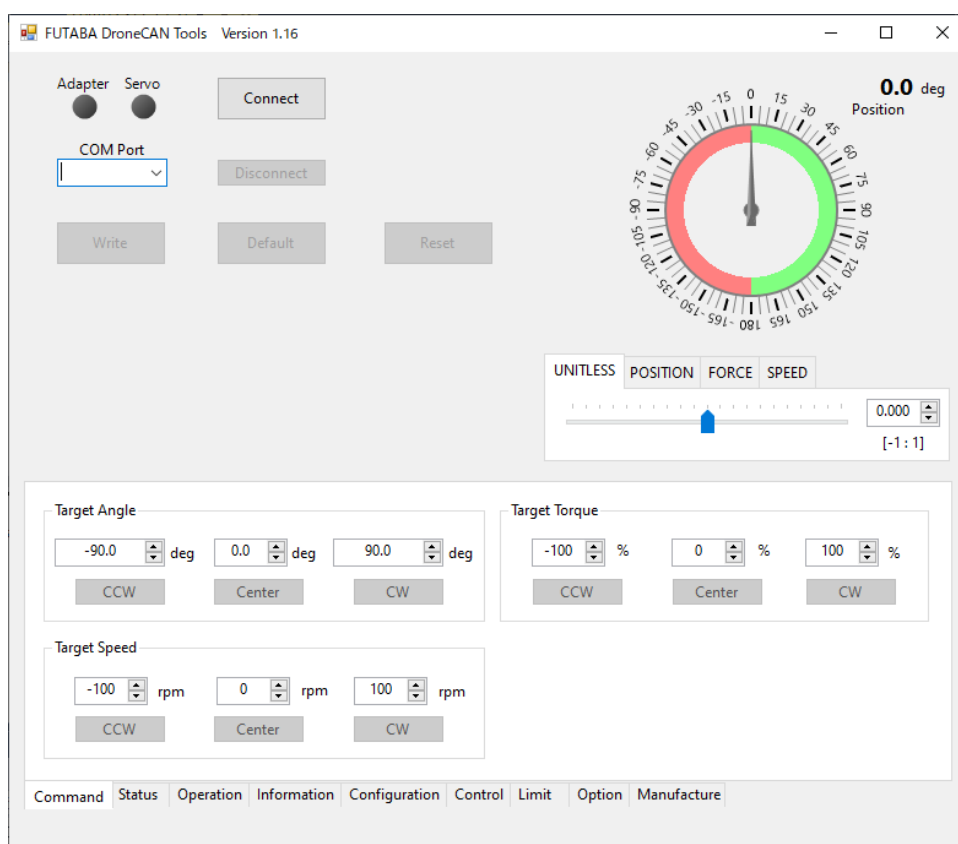 FUTABA DroneCAN Tools Version 1.16
Adapter Servo
Connect
COM Port
Disconnect
Write Default Reset
0.0 deg
Position
0 15 30 45 60 75 90 105 120 135 150 165 180 -165 -150 -135 -120 -105 -90 -75 -60 -45 -30 -15
UNITLESS POSITION FORCE SPEED
0.000
[-1 : 1]
Target Angle
-90.0 deg 0.0 deg 90.0 deg
CCW Center CW
Target Torque
-100 % 0 % 100 %
CCW Center CW
Target Speed
-100 rpm 0 rpm 100 rpm
CCW Center CW
Command Status Operation Information Configuration Control Limit Option Manufacture